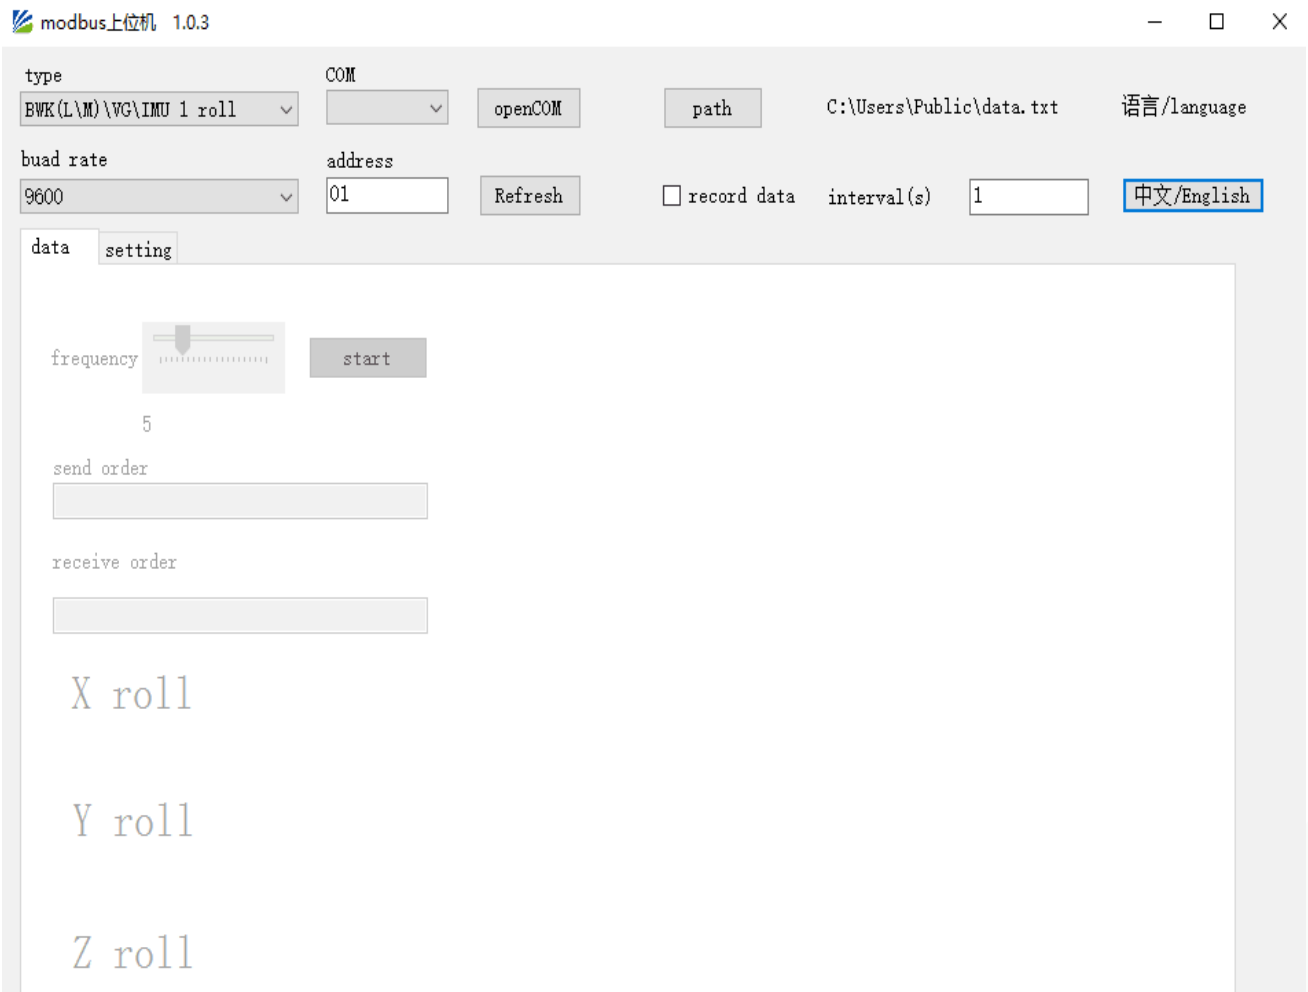 modbus上位机 1.0.3
type
COM
BWK(L\M)\VG\IMU 1 roll
openCOM
path
C:\Users\Public\data.txt
语言/language
buad rate
address
9600
01
Refresh
record data
interval(s)
1
中文/English
data
setting
frequency
start
5
send order
receive order
X roll
Y roll
Z roll